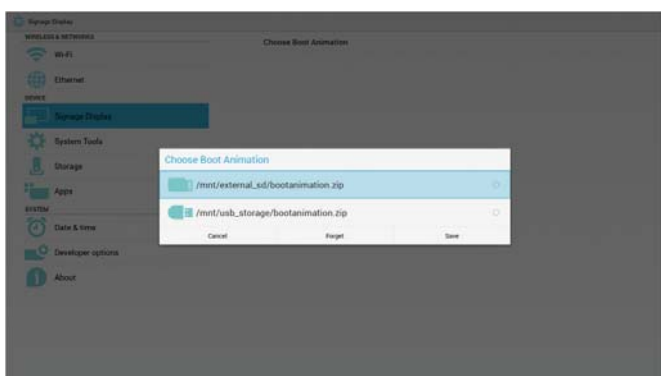 Signage Display
WIRELESS & NETWORKS
Wi-Fi
Ethernet
DEVICE
Signage Display
System Tools
Storage
Apps
SYSTEM
Date & time
Developer options
About
Choose Boot Animation
Choose Boot Animation
/mnt/external_sd/bootanimation.zip
/mnt/usb_storage/bootanimation.zip
Cancel Forget Save